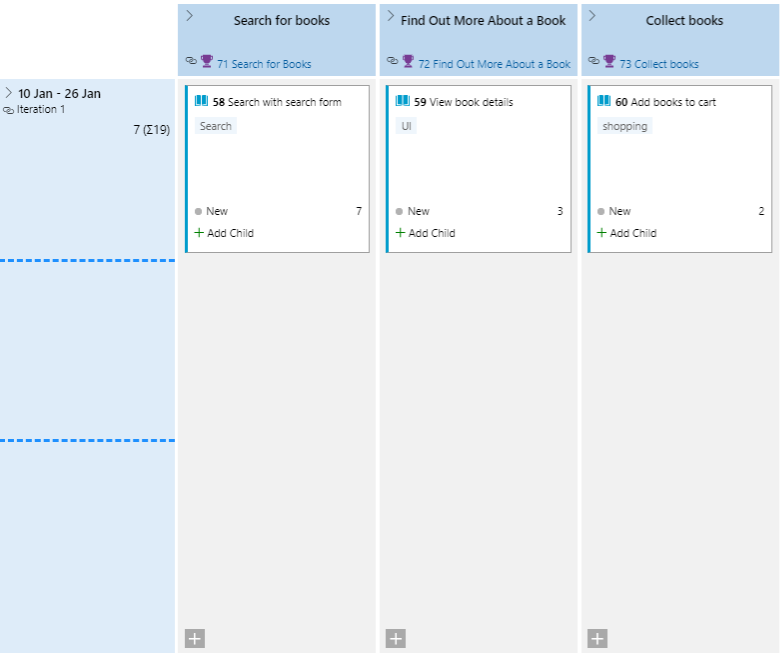 Search for books
71 Search for Books
Find Out More About a Book
72 Find Out More About a Book
Collect books
73 Collect books
10 Jan - 26 Jan
Iteration 1
7 (Σ19)
58 Search with search form
Search
New 7
+ Add Child
59 View book details
UI
New 3
+ Add Child
60 Add books to cart
shopping
New 2
+ Add Child